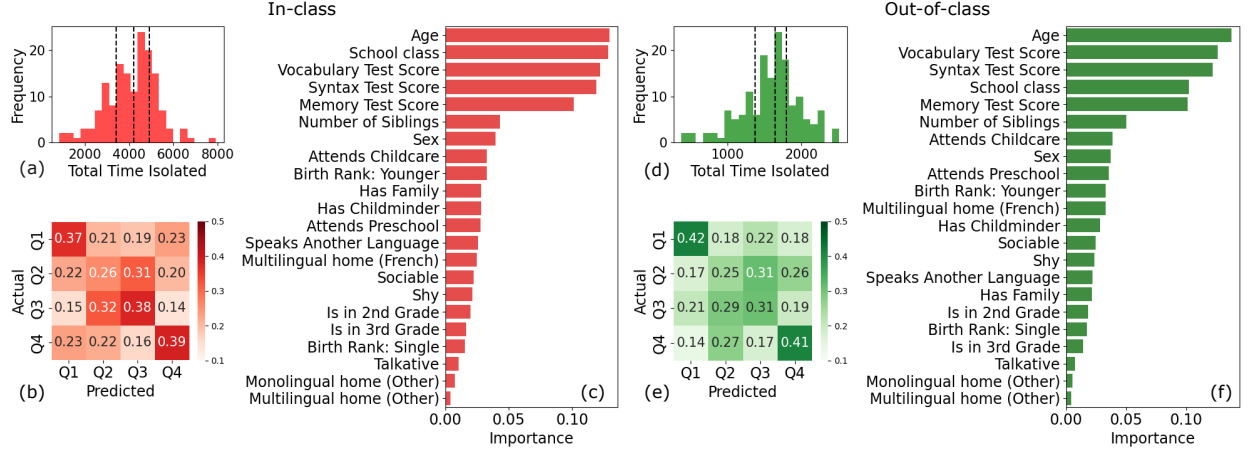 In-class
Out-of-class
Frequency
20
10
0
2000 4000 6000 8000
Total Time Isolated
(a)
Actual
Q1 0.37 0.21 0.19 0.23
Q2 0.22 0.26 0.31 0.20
Q3 0.15 0.32 0.38 0.14
Q4 0.23 0.22 0.16 0.39
Q1 Q2 Q3 Q4
Predicted
0.5
0.4
0.3
0.2
0.1
(b)
Age
School class
Vocabulary Test Score
Syntax Test Score
Memory Test Score
Number of Siblings
Sex
Attends Childcare
Birth Rank: Younger
Has Family
Has Childminder
Attends Preschool
Speaks Another Language
Multilingual home (French)
Sociable
Shy
Is in 2nd Grade
Is in 3rd Grade
Birth Rank: Single
Talkative
Monolingual home (Other)
Multilingual home (Other)
0.00 0.05 0.10
Importance
(c)
Frequency
20
10
0
1000 2000
Total Time Isolated
(d)
Actual
Q1 0.42 0.18 0.22 0.18
Q2 0.17 0.25 0.31 0.26
Q3 0.21 0.29 0.31 0.19
Q4 0.14 0.27 0.17 0.41
Q1 Q2 Q3 Q4
Predicted
0.5
0.4
0.3
0.2
0.1
(e)
Age
Vocabulary Test Score
Syntax Test Score
School class
Memory Test Score
Number of Siblings
Attends Childcare
Sex
Attends Preschool
Birth Rank: Younger
Multilingual home (French)
Has Childminder
Sociable
Shy
Speaks Another Language
Has Family
Is in 2nd Grade
Birth Rank: Single
Is in 3rd Grade
Talkative
Monolingual home (Other)
Multilingual home (Other)
0.00 0.05 0.10
Importance
(f)